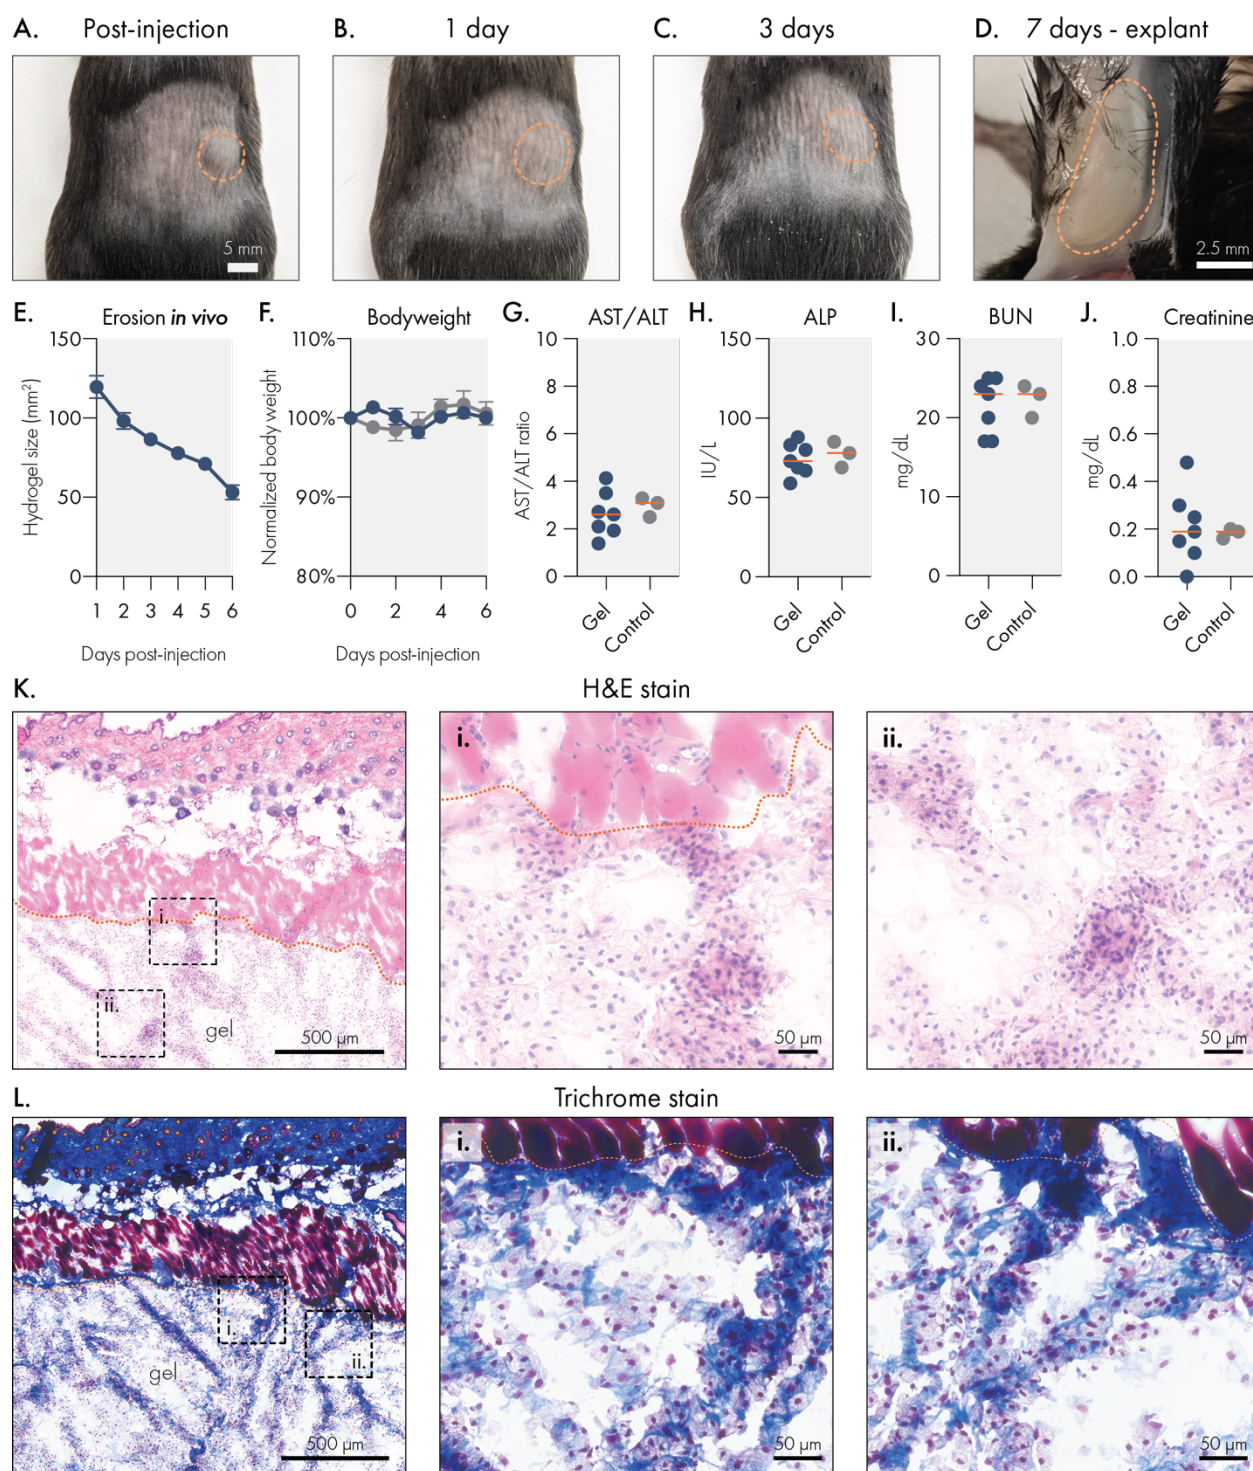 A. Post-injection
B. 1 day
C. 3 days
D. 7 days - explant
5 mm
2.5 mm
E. Erosion in vivo
F. Bodyweight
G. AST/ALT
H. ALP
I. BUN
J. Creatinine
Hydrogel size (mm²)
150
100
50
0
1 2 3 4 5 6
Days post-injection
Normalized body weight
110%
100%
90%
80%
0 2 4 6
Days post-injection
AST/ALT ratio
10
8
6
4
2
0
Gel
Control
IU/L
150
100
50
0
Gel
Control
mg/dL
30
20
10
0
Gel
Control
mg/dL
1.0
0.8
0.6
0.4
0.2
0.0
Gel
Control
K. H&E stain
i.
ii.
gel
500 µm
i.
50 µm
ii.
50 µm
L. Trichrome stain
i.
ii.
gel
500 µm
i.
50 µm
ii.
50 µm